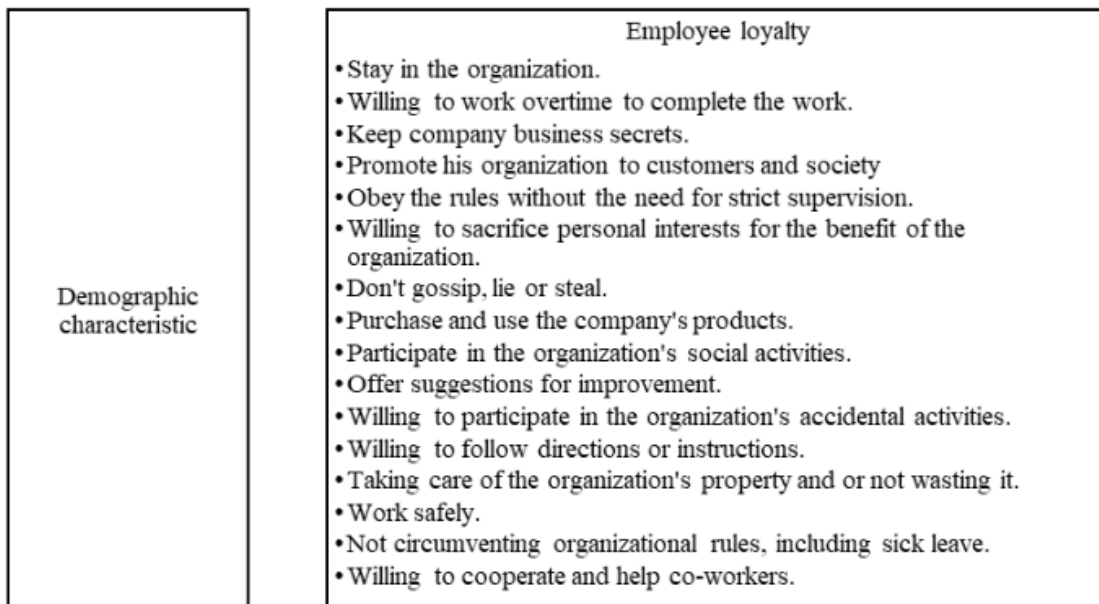 Demographic
characteristic
Employee loyalty
•Stay in the organization.
•Willing to work overtime to complete the work.
•Keep company business secrets.
•Promote his organization to customers and society
•Obey the rules without the need for strict supervision.
•Willing to sacrifice personal interests for the benefit of the
organization.
•Don't gossip, lie or steal.
•Purchase and use the company's products.
•Participate in the organization's social activities.
•Offer suggestions for improvement.
•Willing to participate in the organization's accidental activities.
•Willing to follow directions or instructions.
•Taking care of the organization's property and or not wasting it.
•Work safely.
•Not circumventing organizational rules, including sick leave.
•Willing to cooperate and help co-workers.